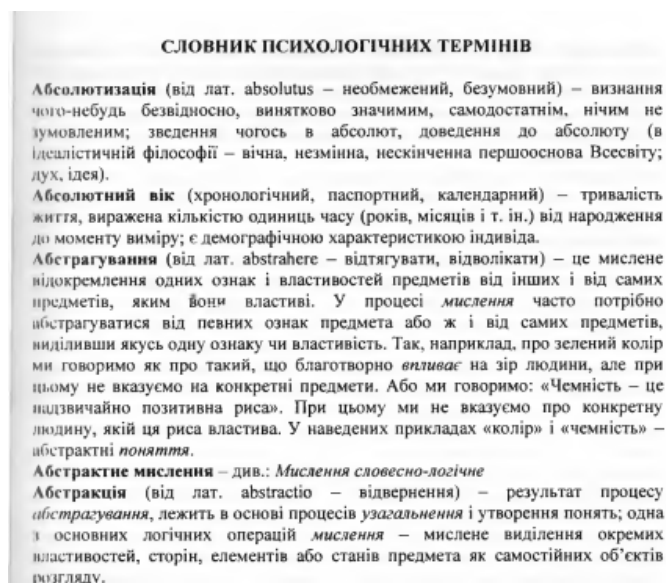 СЛОВНИК ПСИХОЛОГІЧНИХ ТЕРМІНІВ
Абсолютизація (від лат. absolutus – необмежений, безумовний) – визнання
чого-небудь безвідносно, винятково значимим, самодостатнім, нічим не
зумовленим; зведення чогось в абсолют, доведення до абсолюту (в
ідеалістичній філософії – вічна, незмінна, нескінченна першооснова Всесвіту;
дух, ідея).
Абсолютний вік (хронологічний, паспортний, календарний) – тривалість
життя, виражена кількістю одиниць часу (років, місяців і т. ін.) від народження
до моменту виміру; є демографічною характеристикою індивіда.
Абстрагування (від лат. abstrahere – відтягувати, відволікати) – це мислене
відокремлення одних ознак і властивостей предметів від інших і від самих
предметів, яким вони властиві. У процесі мислення часто потрібно
абстрагуватися від певних ознак предмета або ж і від самих предметів,
виділивши якусь одну ознаку чи властивість. Так, наприклад, про зелений колір
ми говоримо як про такий, що благотворно впливає на зір людини, але при
цьому не вказуємо на конкретні предмети. Або ми говоримо: «Чемність – це
надзвичайно позитивна риса». При цьому ми не вказуємо про конкретну
людину, якій ця риса властива. У наведених прикладах «колір» і «чемність» –
абстрактні поняття.
Абстрактне мислення – див.: Мислення словесно-логічне
Абстракція (від лат. abstractio – відвернення) – результат процесу
абстрагування, лежить в основі процесів узагальнення і утворення понять; одна
з основних логічних операцій мислення – мислене виділення окремих
властивостей, сторін, елементів або станів предмета як самостійних об'єктів
розгляду.